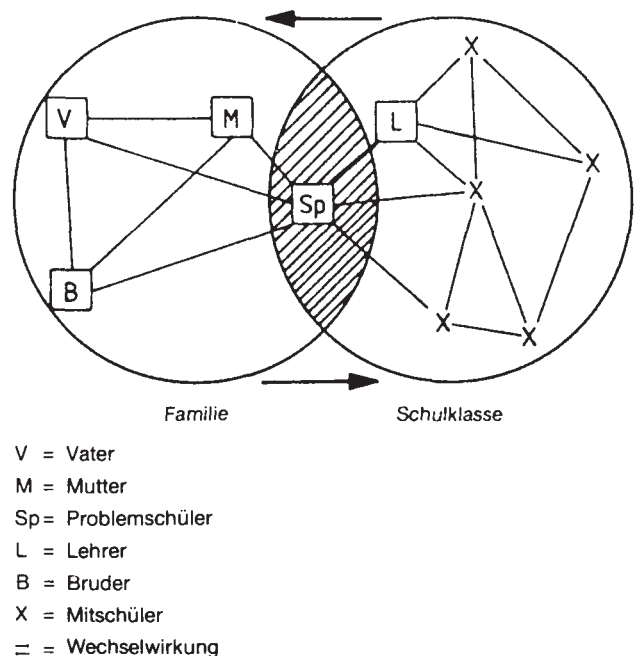 X
V M L
X
Sp X
B
X X
Familie Schulklasse
V = Vater
M = Mutter
Sp = Problemschüler
L = Lehrer
B = Bruder
X = Mitschüler
= Wechselwirkung